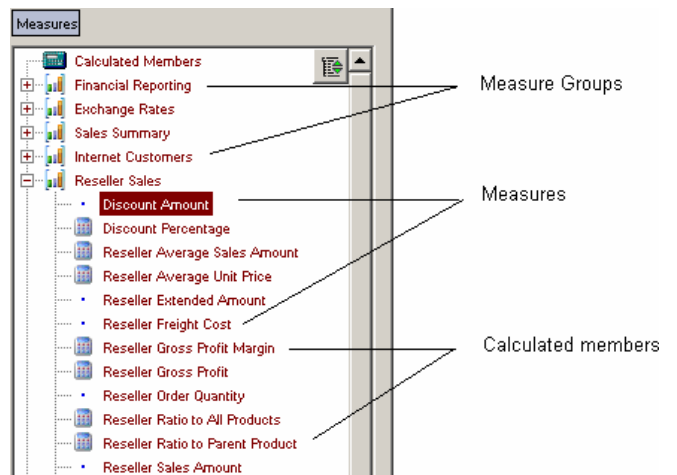 Measures
Calculated Members
Financial Reporting
Measure Groups
Exchange Rates
Sales Summary
Internet Customers
Reseller Sales
Discount Amount
Measures
Discount Percentage
Reseller Average Sales Amount
Reseller Average Unit Price
Reseller Extended Amount
Reseller Freight Cost
Reseller Gross Profit Margin
Calculated members
Reseller Gross Profit
Reseller Order Quantity
Reseller Ratio to All Products
Reseller Ratio to Parent Product
Reseller Sales Amount